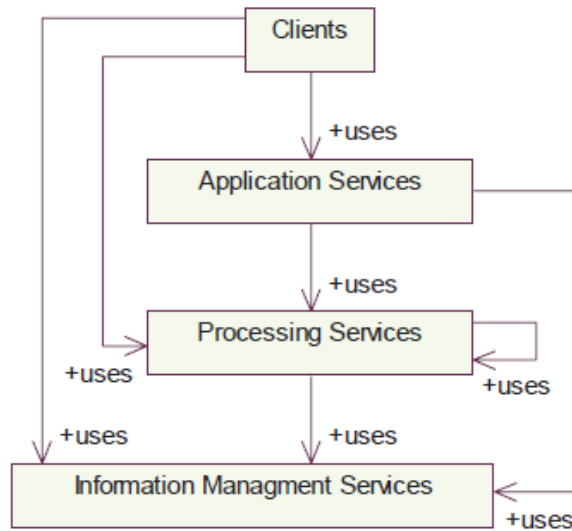 Clients
+uses
Application Services
+uses
Processing Services
+uses
+uses
+uses
+uses
Information Managment Services
+uses